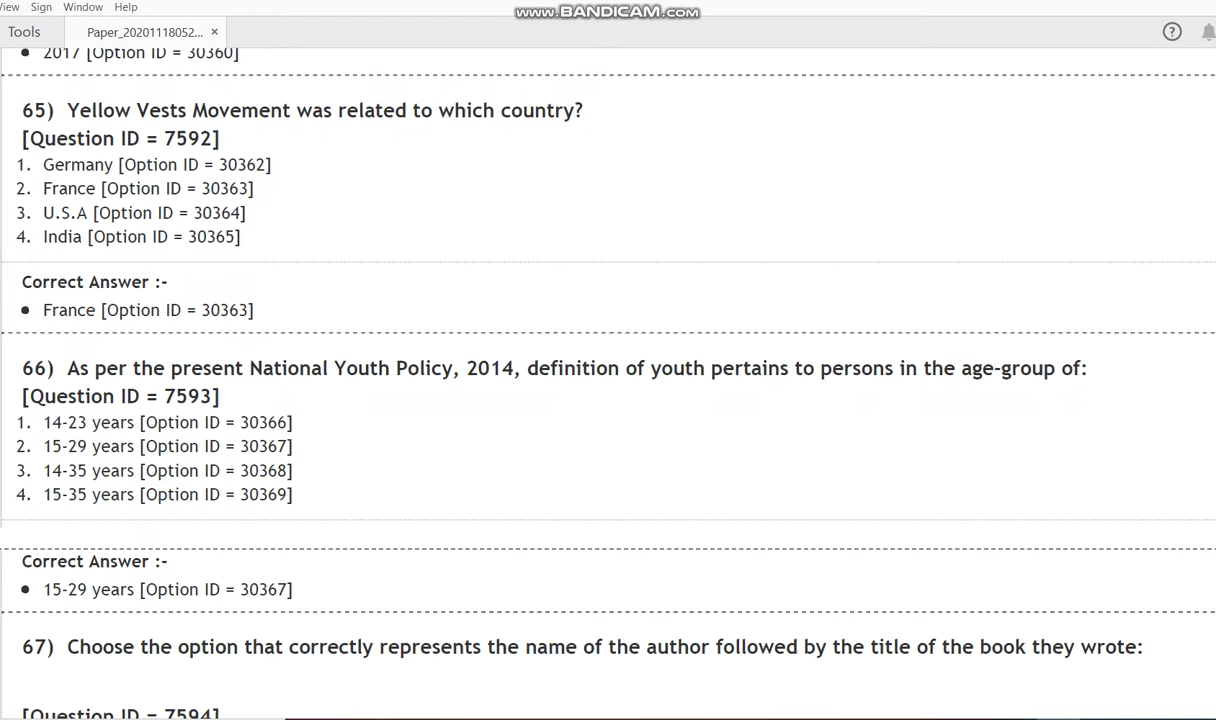 View Sign Window Help
www.BANDICAM.com
Tools Paper_20201118052... × ?
• 2017 [Option ID = 30360]
65) Yellow Vests Movement was related to which country?
[Question ID = 7592]
1. Germany [Option ID = 30362]
2. France [Option ID = 30363]
3. U.S.A [Option ID = 30364]
4. India [Option ID = 30365]
Correct Answer :-
• France [Option ID = 30363]
66) As per the present National Youth Policy, 2014, definition of youth pertains to persons in the age-group of:
[Question ID = 7593]
1. 14-23 years [Option ID = 30366]
2. 15-29 years [Option ID = 30367]
3. 14-35 years [Option ID = 30368]
4. 15-35 years [Option ID = 30369]
Correct Answer :-
• 15-29 years [Option ID = 30367]
67) Choose the option that correctly represents the name of the author followed by the title of the book they wrote:
[Question ID = 7594]